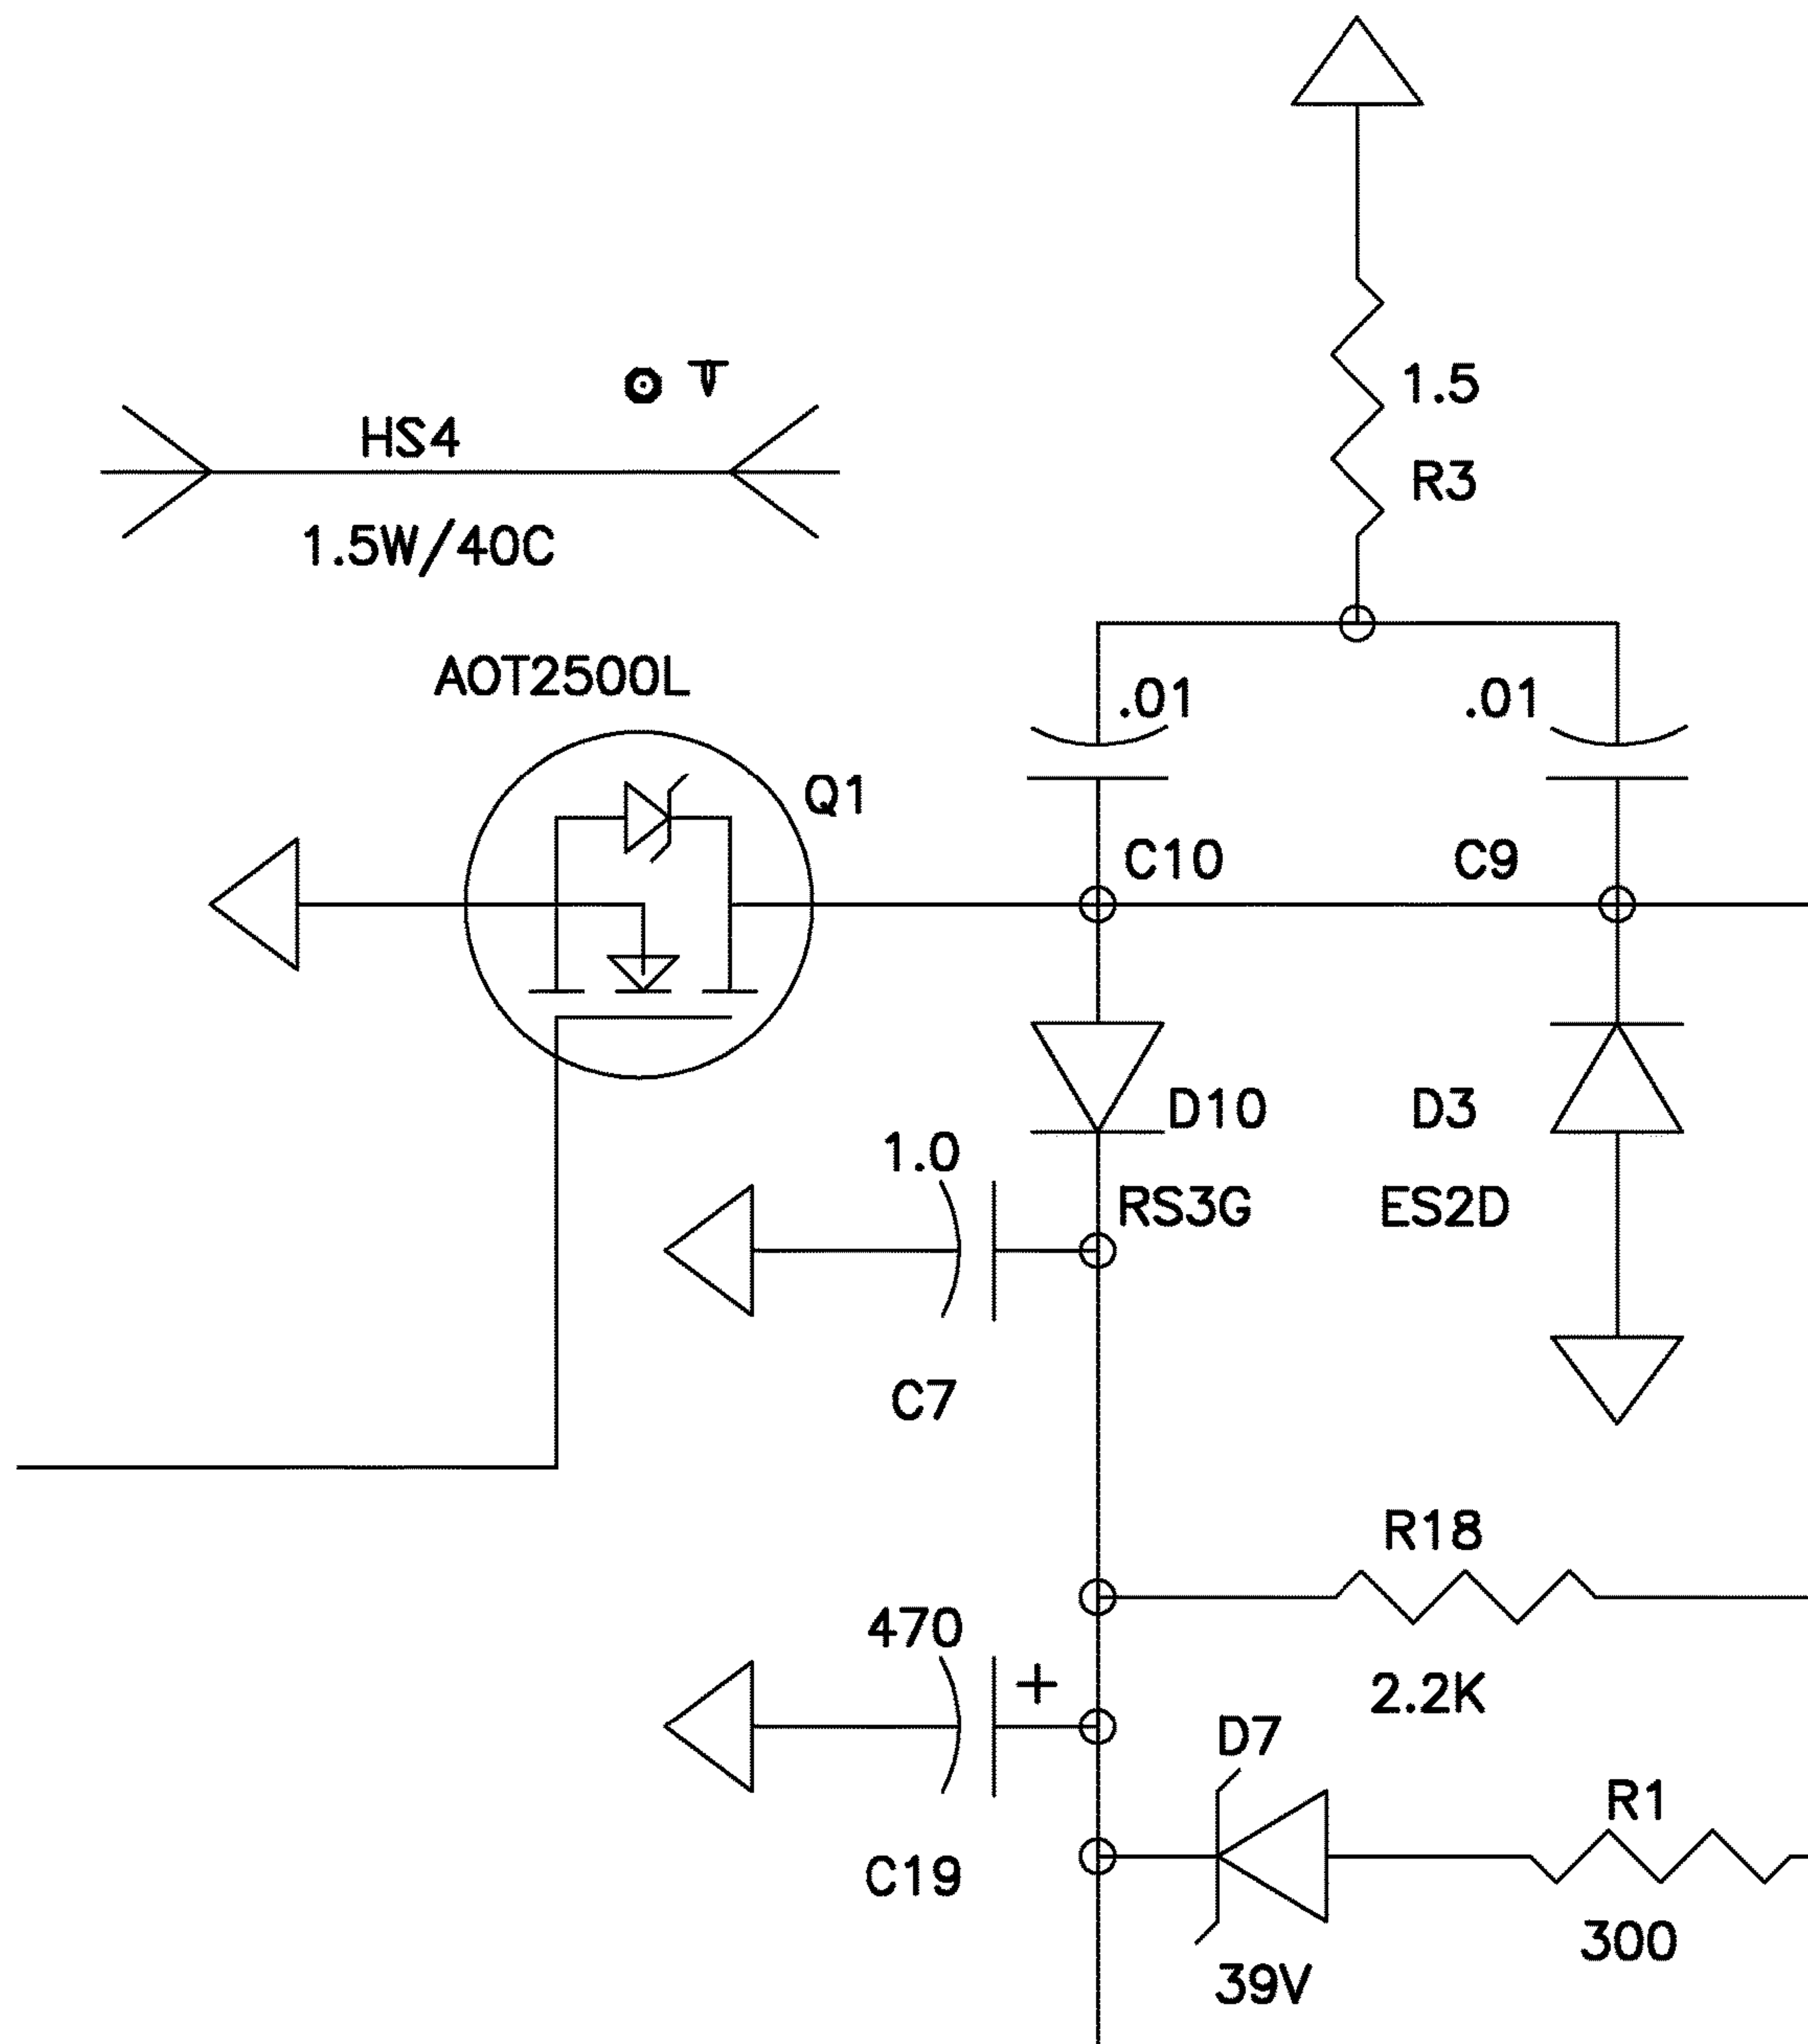 1.5
HS4
R3
1.5W/40C
AOT2500L
.01
.01
Q1
C10
C9
D10
D3
1.0
RS3G
ES2D
C7
R18
470
+
2.2K
D7
R1
C19
300
39V